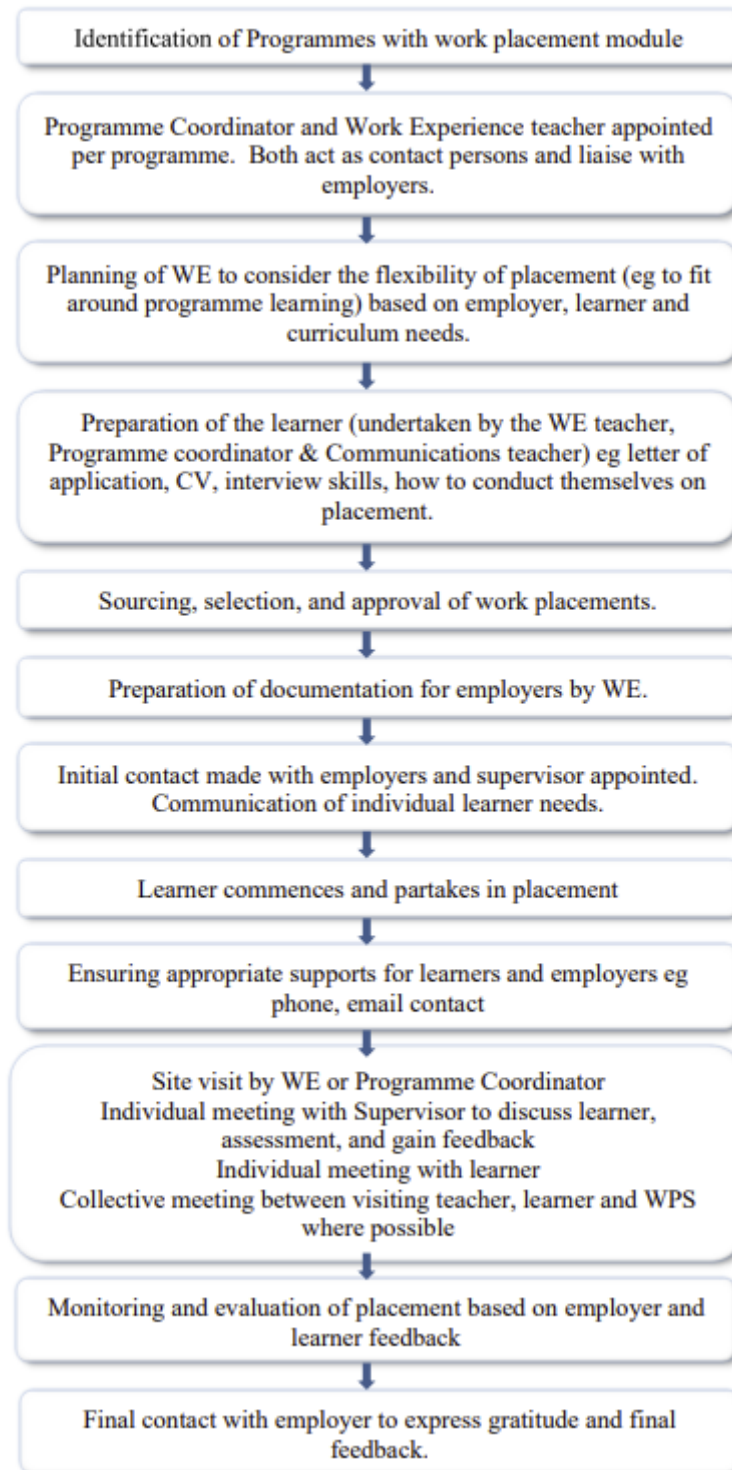 Identification of Programmes with work placement module
Programme Coordinator and Work Experience teacher appointed
per programme. Both act as contact persons and liaise with
employers.
Planning of WE to consider the flexibility of placement (eg to fit
around programme learning) based on employer, learner and
curriculum needs.
Preparation of the learner (undertaken by the WE teacher,
Programme coordinator & Communications teacher) eg letter of
application, CV, interview skills, how to conduct themselves on
placement.
Sourcing, selection, and approval of work placements.
Preparation of documentation for employers by WE.
Initial contact made with employers and supervisor appointed.
Communication of individual learner needs.
Learner commences and partakes in placement
Ensuring appropriate supports for learners and employers eg
phone, email contact
Site visit by WE or Programme Coordinator
Individual meeting with Supervisor to discuss learner,
assessment, and gain feedback
Individual meeting with learner
Collective meeting between visiting teacher, learner and WPS
where possible
Monitoring and evaluation of placement based on employer and
learner feedback
Final contact with employer to express gratitude and final
feedback.